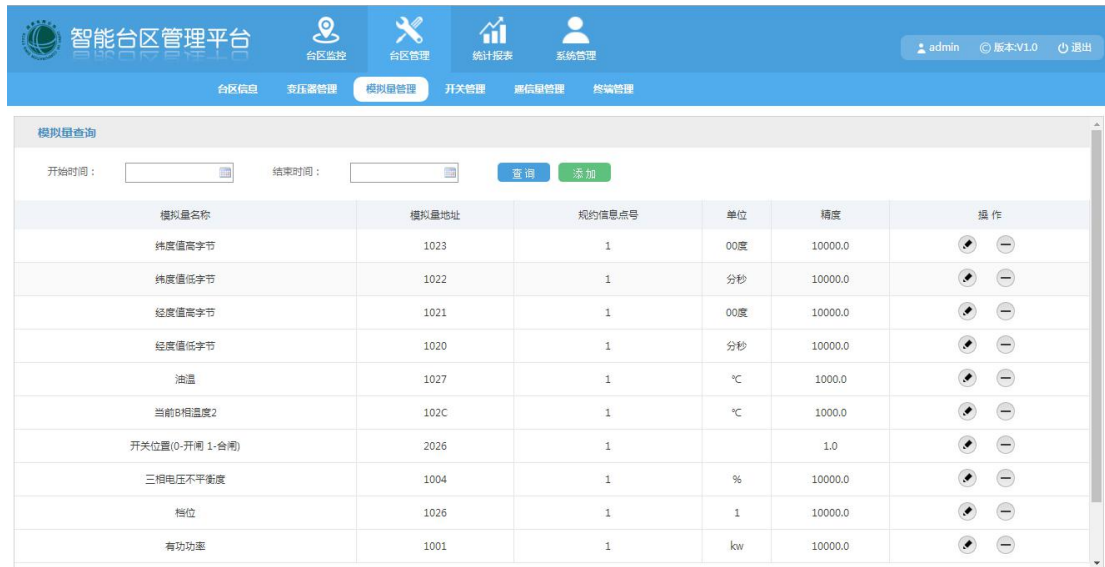 智能台区管理平台
台区监控 台区管理 统计报表 系统管理
admin © 版本:V1.0 退出
台区信息 变压器管理 模拟量管理 开关管理 遥信量管理 终端管理
模拟量查询
开始时间： 结束时间： 查询 添加
模拟量名称 模拟量地址 规约信息点号 单位 精度 操作
纬度值高字节 1023 1 00度 10000.0
纬度值低字节 1022 1 分秒 10000.0
经度值高字节 1021 1 00度 10000.0
经度值低字节 1020 1 分秒 10000.0
油温 1027 1 ℃ 1000.0
当前B相温度2 102C 1 ℃ 1000.0
开关位置(0-开闸 1-合闸) 2026 1 1.0
三相电压不平衡度 1004 1 % 10000.0
档位 1026 1 1 10000.0
有功功率 1001 1 kw 10000.0